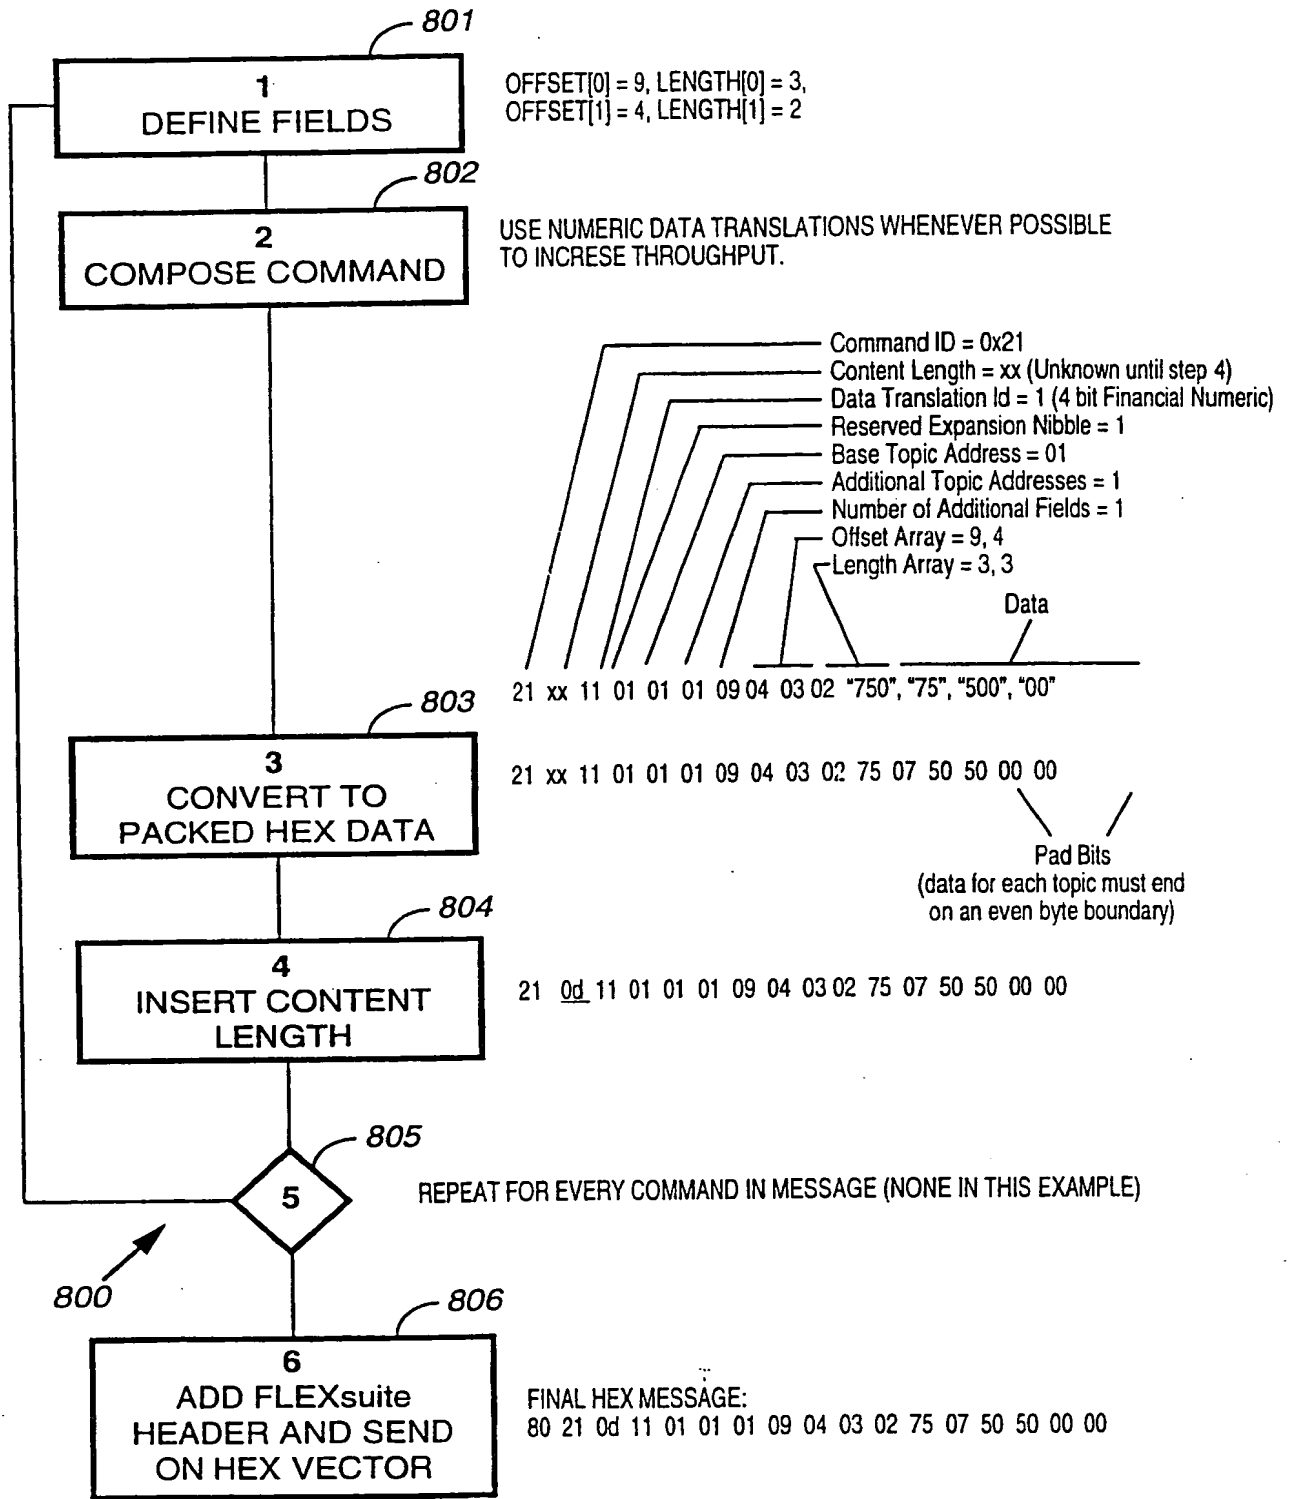 801
1
DEFINE FIELDS
OFFSET[0] = 9, LENGTH[0] = 3,
OFFSET[1] = 4, LENGTH[1] = 2
802
2
COMPOSE COMMAND
USE NUMERIC DATA TRANSLATIONS WHENEVER POSSIBLE
TO INCRESE THROUGHPUT.
Command ID = 0x21
Content Length = xx (Unknown until step 4)
Data Translation Id = 1 (4 bit Financial Numeric)
Reserved Expansion Nibble = 1
Base Topic Address = 01
Additional Topic Addresses = 1
Number of Additional Fields = 1
Offset Array = 9, 4
Length Array = 3, 3
Data
21 xx 11 01 01 01 09 04 03 02 "750", "75", "500", "00"
803
3
CONVERT TO
PACKED HEX DATA
21 xx 11 01 01 01 09 04 03 02 75 07 50 50 00 00
Pad Bits
(data for each topic must end
on an even byte boundary)
804
4
INSERT CONTENT
LENGTH
21 0d 11 01 01 01 09 04 03 02 75 07 50 50 00 00
805
5
REPEAT FOR EVERY COMMAND IN MESSAGE (NONE IN THIS EXAMPLE)
800
806
6
ADD FLEXsuite
HEADER AND SEND
ON HEX VECTOR
FINAL HEX MESSAGE:
80 21 0d 11 01 01 01 09 04 03 02 75 07 50 50 00 00